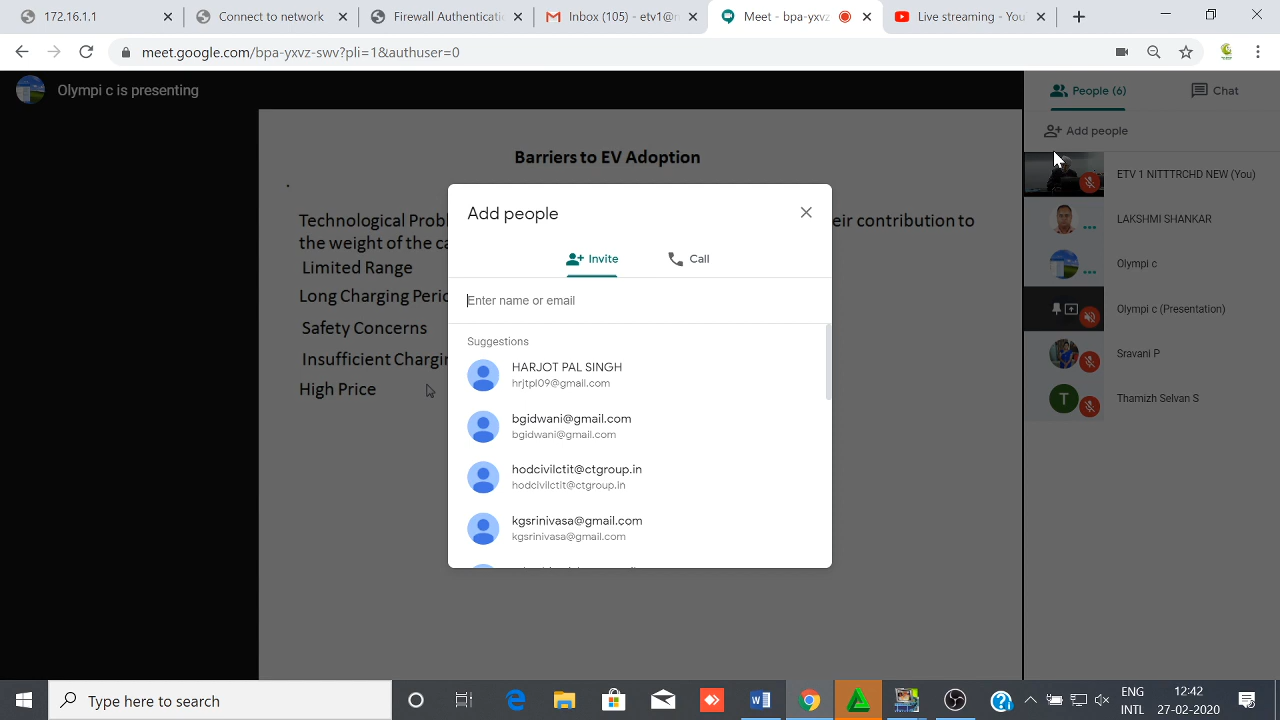 172.16.1
Connect to network
Firewall Authenticati
Inbox (105) etv1@n
Meet - bpa-yxvz
Live streaming - You
meet.google.com/bpa-yxvz-swv?pli=1&authuser=0
Olympi c is presenting
People (6)
Chat
Add people
Barriers to EV Adoption
Technological Probl
eir contribution to
the weight of the ca
Limited Range
Long Charging Peric
Safety Concerns
Insufficient Chargin
High Price
Add people
Invite
Call
Enter name or email
Suggestions
HARJOT PAL SINGH
hrjtpl09@gmail.com
bgidwani@gmail.com
bgidwani@gmail.com
hodcivilctit@ctgroup.in
hodcivilctit@ctgroup.in
kgsrinivasa@gmail.com
kgsrinivasa@gmail.com
ETV 1 NITTTRCHD NEW (You)
LAKSHMI SHANKAR
Olympi c
Olympi c (Presentation)
Sravani P
T
Thamizh Selvan S
Type here to search
ENG
INTL
12:42
27-02-2020